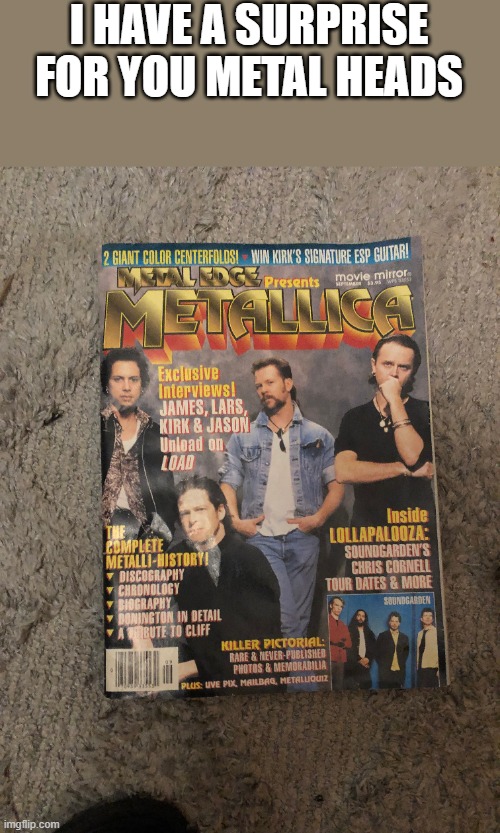 I HAVE A SURPRISE
FOR YOU METAL HEADS
2 GIANT COLOR CENTERFOLDS! WIN KIRK'S SIGNATURE ESP GUITAR!
METAL EDGE Presents
movie mirror
SEPTEMBER $3.95
METALLICA
Exclusive
Interviews!
JAMES, LARS,
KIRK & JASON
Unload on
LOAD
THE
COMPLETE
METALLI-HISTORY!
▼ DISCOGRAPHY
▼ CHRONOLOGY
▼ BIOGRAPHY
▼ DONINGTON IN DETAIL
▼ A TRIBUTE TO CLIFF
Inside
LOLLAPALOOZA:
SOUNDGARDEN'S
CHRIS CORNELL
TOUR DATES & MORE
SOUNDGARDEN
KILLER PICTORIAL:
RARE & NEVER-PUBLISHED
PHOTOS & MEMORABILIA
PLUS: LIVE PIX, MAILBAG, METALLIQUIZ
imgflip.com